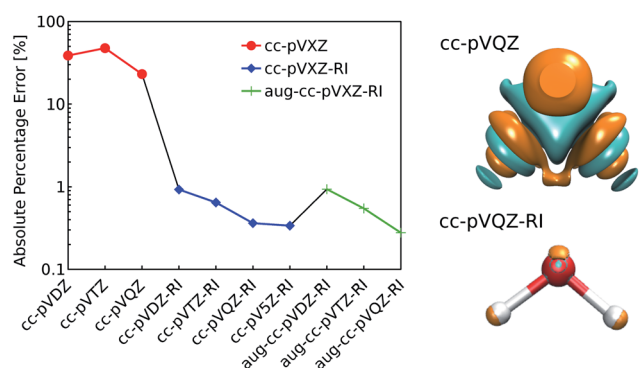 Absolute Percentage Error [%]
100
10
1
0.1
cc-pVXZ
cc-pVXZ-RI
aug-cc-pVXZ-RI
cc-pVDZ
cc-pVTZ
cc-pVQZ
cc-pVDZ-RI
cc-pVTZ-RI
cc-pVQZ-RI
cc-pV5Z-RI
aug-cc-pVDZ-RI
aug-cc-pVTZ-RI
aug-cc-pVQZ-RI
cc-pVQZ
cc-pVQZ-RI